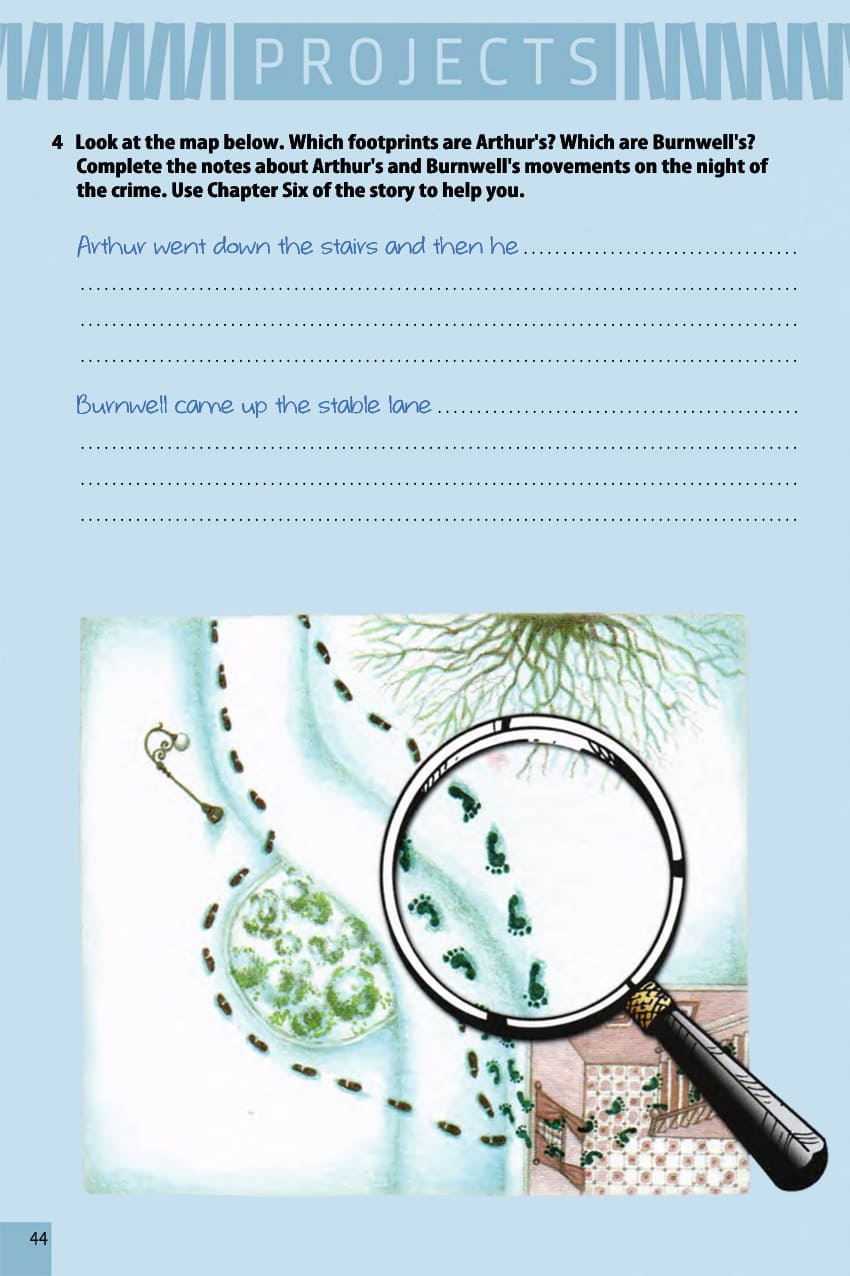 PROJECTS
4 Look at the map below. Which footprints are Arthur's? Which are Burnwell's?
Complete the notes about Arthur's and Burnwell's movements on the night of
the crime. Use Chapter Six of the story to help you.
Arthur went down the stairs and then he
Burnwell came up the stable lane
44